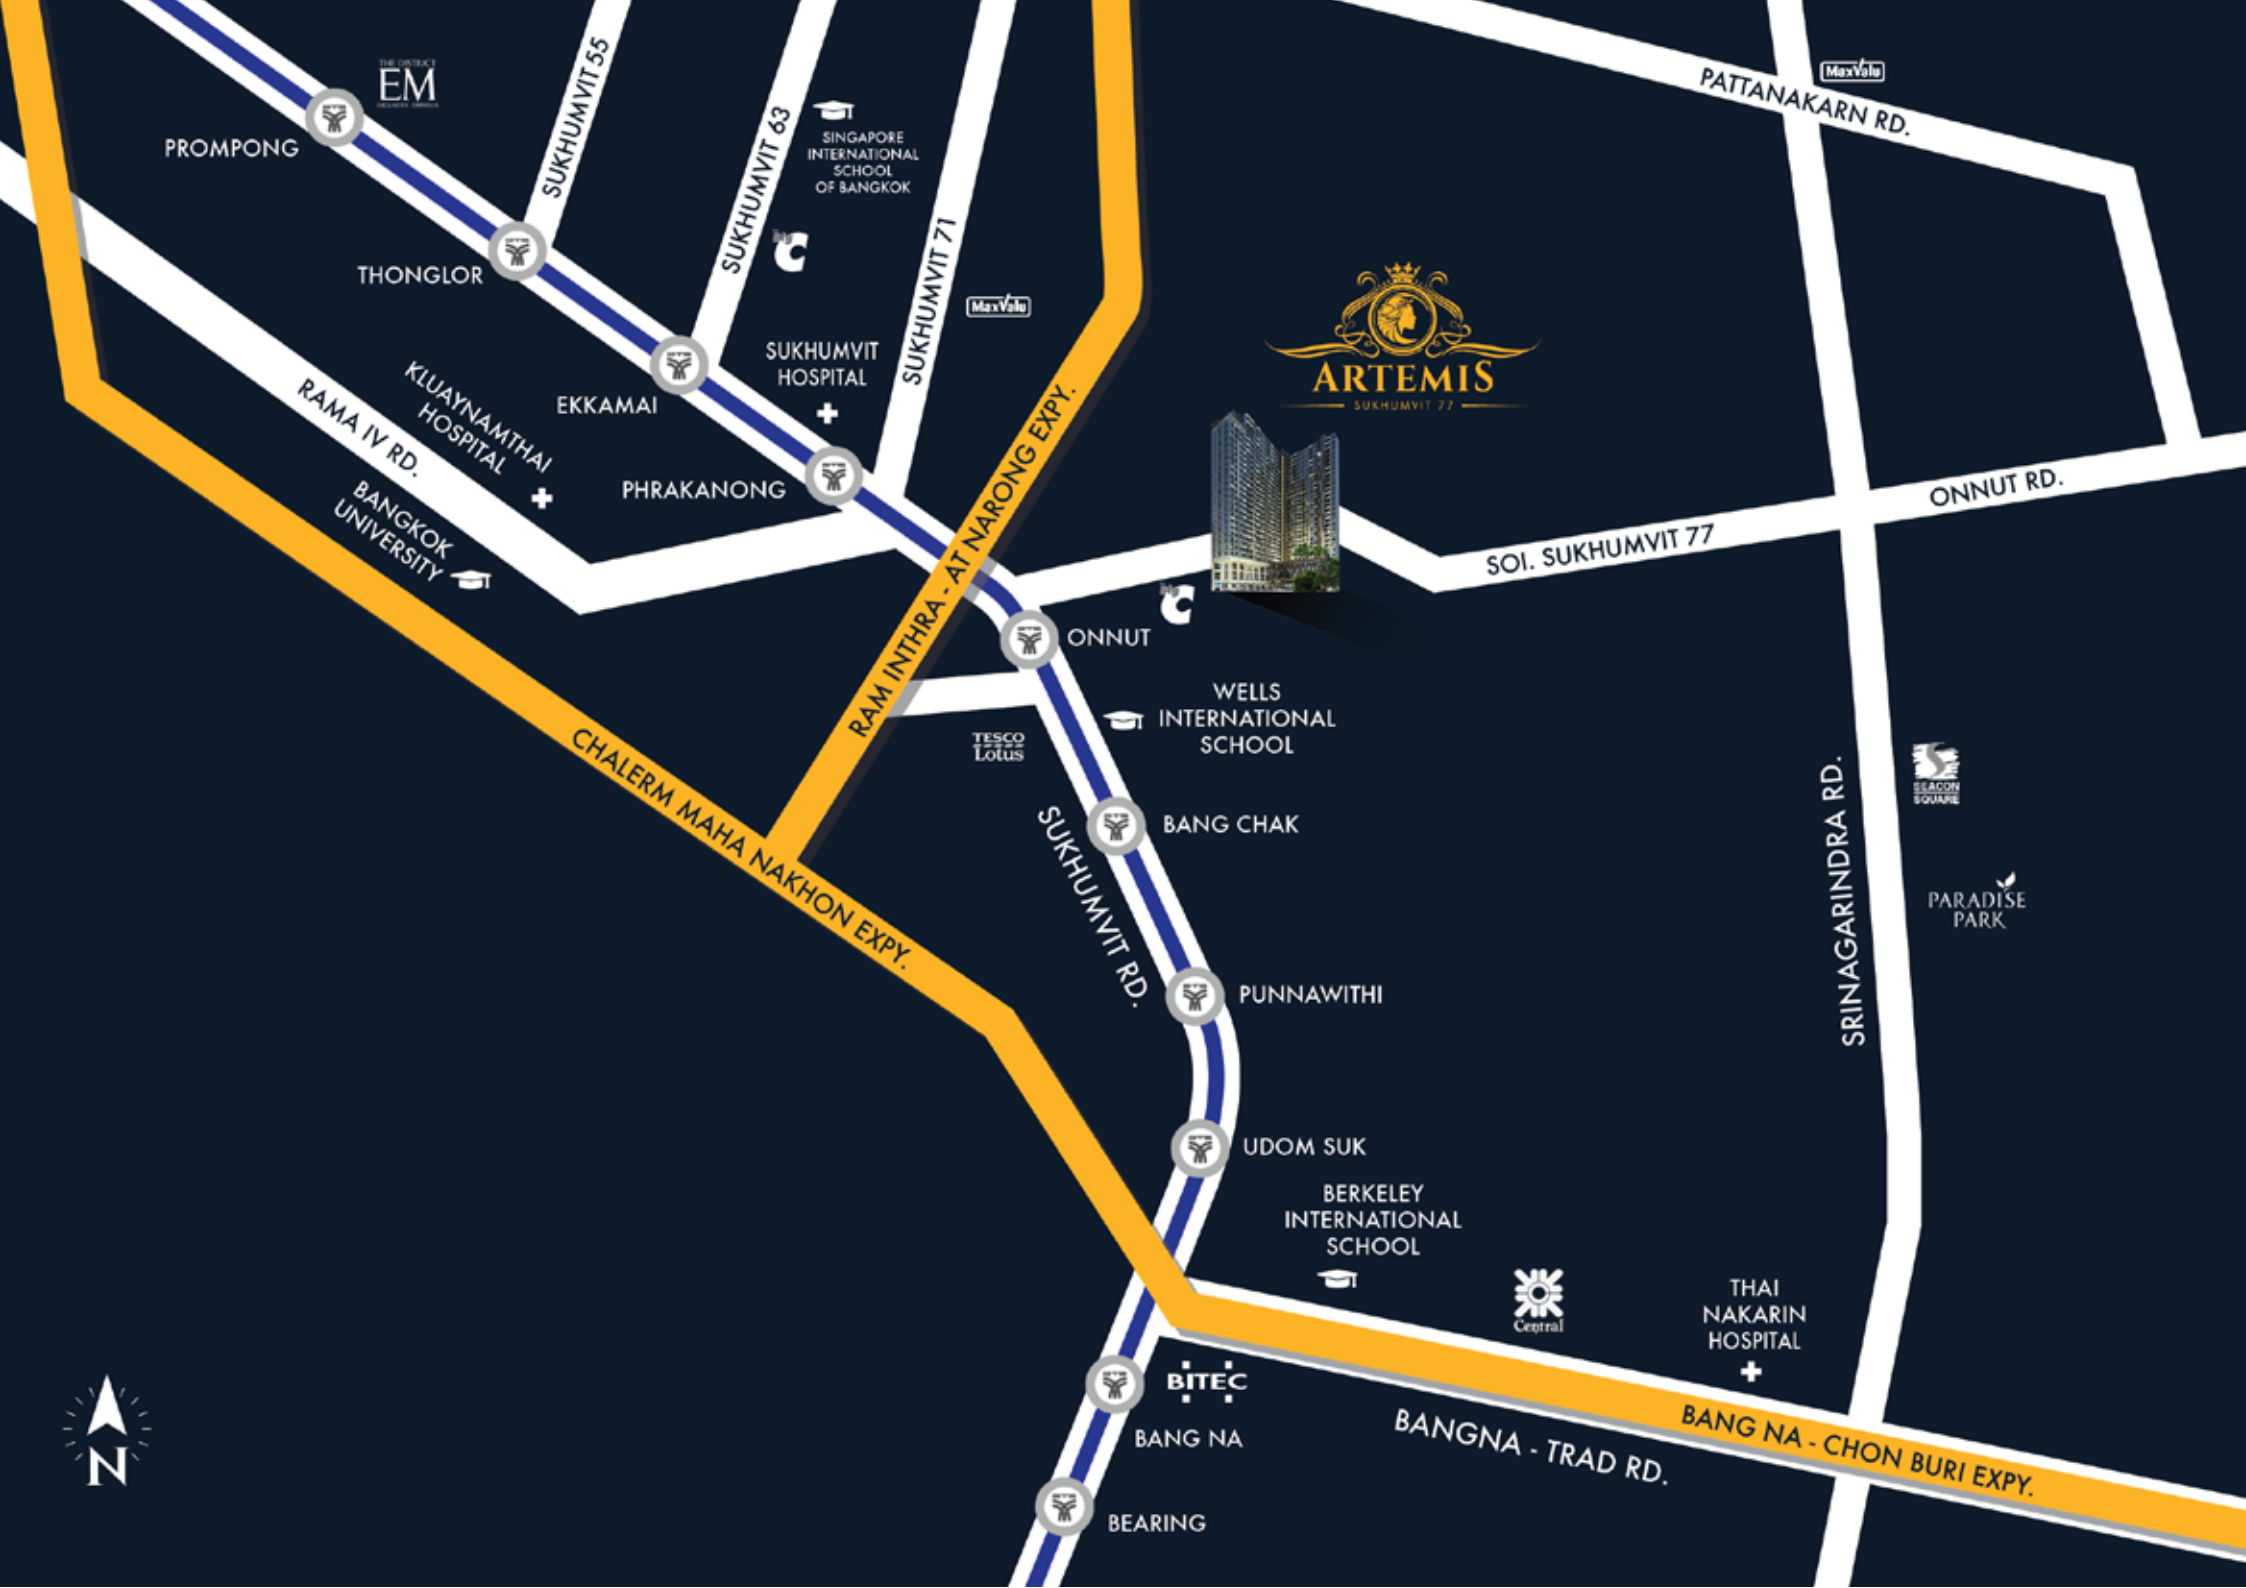 THE DISTRICT
EM
PROMPONG
SUKHUMVIT 55
THONGLOR
SUKHUMVIT 63
SINGAPORE
INTERNATIONAL
SCHOOL
OF BANGKOK
big
C
SUKHUMVIT 71
MaxValu
SUKHUMVIT
HOSPITAL
EKKAMAI
PHRAKANONG
RAMA IV RD.
KLUAYNAMTHAI
HOSPITAL
BANGKOK
UNIVERSITY
RAM INTHRA - AT NARONG EXPY.
CHALERM MAHA NAKHON EXPY.
PATTANAKARN RD.
MaxValu
ARTEMIS
SUKHUMVIT 77
SOI. SUKHUMVIT 77
ONNUT RD.
big
C
ONNUT
WELLS
INTERNATIONAL
SCHOOL
TESCO
Lotus
BANG CHAK
SUKHUMVIT RD.
PUNNAWITHI
UDOM SUK
SRINAGARINDRA RD.
SEACON
SQUARE
PARADISE
PARK
BERKELEY
INTERNATIONAL
SCHOOL
Central
THAI
NAKARIN
HOSPITAL
BITEC
BANG NA
BEARING
BANGNA - TRAD RD.
BANG NA - CHON BURI EXPY.
N